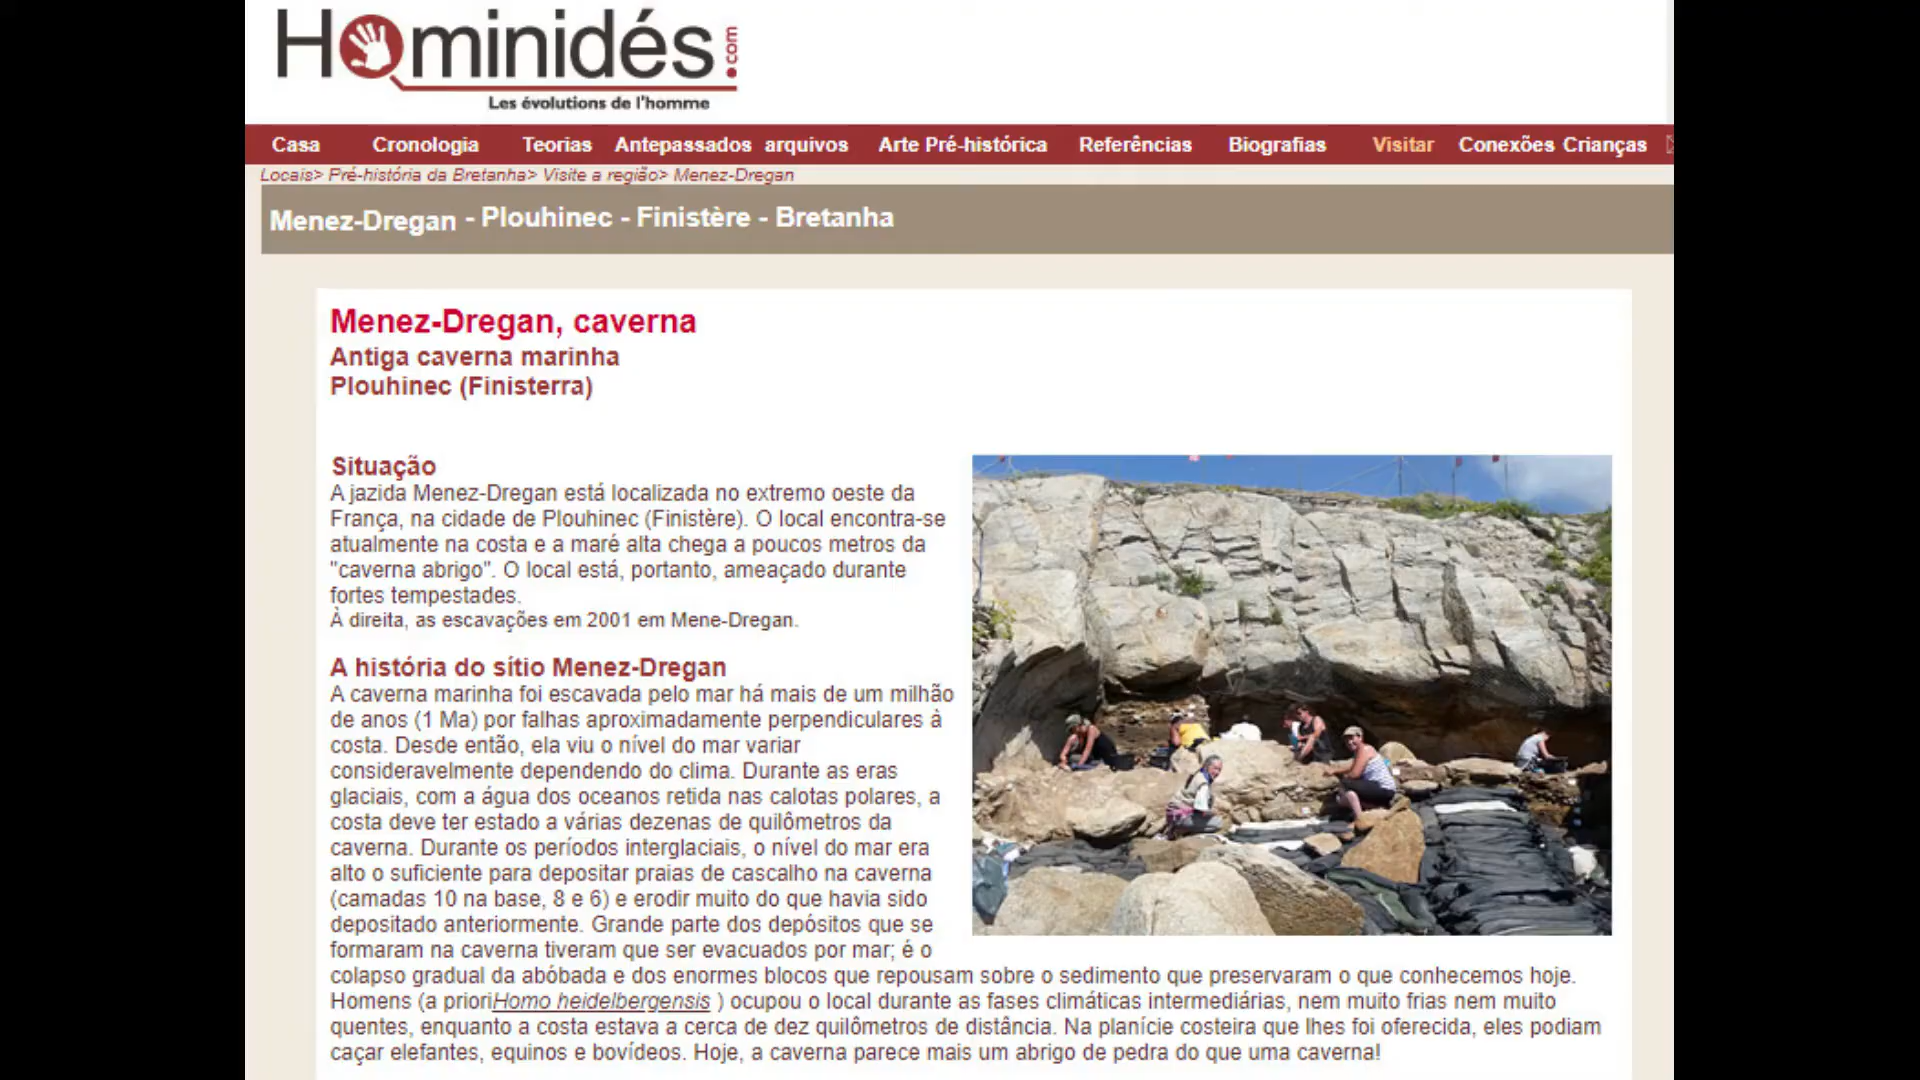 Hominidés.com
Les évolutions de l'homme
Casa Cronologia Teorias Antepassados arquivos Arte Pré-histórica Referências Biografias Visitar Conexões Crianças
Locais> Pré-história da Bretanha> Visite a região> Menez-Dregan
Menez-Dregan - Plouhinec - Finistère - Bretanha
Menez-Dregan, caverna
Antiga caverna marinha
Plouhinec (Finisterra)
Situação
A jazida Menez-Dregan está localizada no extremo oeste da
França, na cidade de Plouhinec (Finistère). O local encontra-se
atualmente na costa e a maré alta chega a poucos metros da
"caverna abrigo". O local está, portanto, ameaçado durante
fortes tempestades.
À direita, as escavações em 2001 em Mene-Dregan.
A história do sítio Menez-Dregan
A caverna marinha foi escavada pelo mar há mais de um milhão
de anos (1 Ma) por falhas aproximadamente perpendiculares à
costa. Desde então, ela viu o nível do mar variar
consideravelmente dependendo do clima. Durante as eras
glaciais, com a água dos oceanos retida nas calotas polares, a
costa deve ter estado a várias dezenas de quilômetros da
caverna. Durante os períodos interglaciais, o nível do mar era
alto o suficiente para depositar praias de cascalho na caverna
(camadas 10 na base, 8 e 6) e erodir muito do que havia sido
depositado anteriormente. Grande parte dos depósitos que se
formaram na caverna tiveram que ser evacuados por mar; é o
colapso gradual da abóbada e dos enormes blocos que repousam sobre o sedimento que preservaram o que conhecemos hoje.
Homens (a prioriHomo heidelbergensis ) ocupou o local durante as fases climáticas intermediárias, nem muito frias nem muito
quentes, enquanto a costa estava a cerca de dez quilômetros de distância. Na planície costeira que lhes foi oferecida, eles podiam
caçar elefantes, equinos e bovídeos. Hoje, a caverna parece mais um abrigo de pedra do que uma caverna!